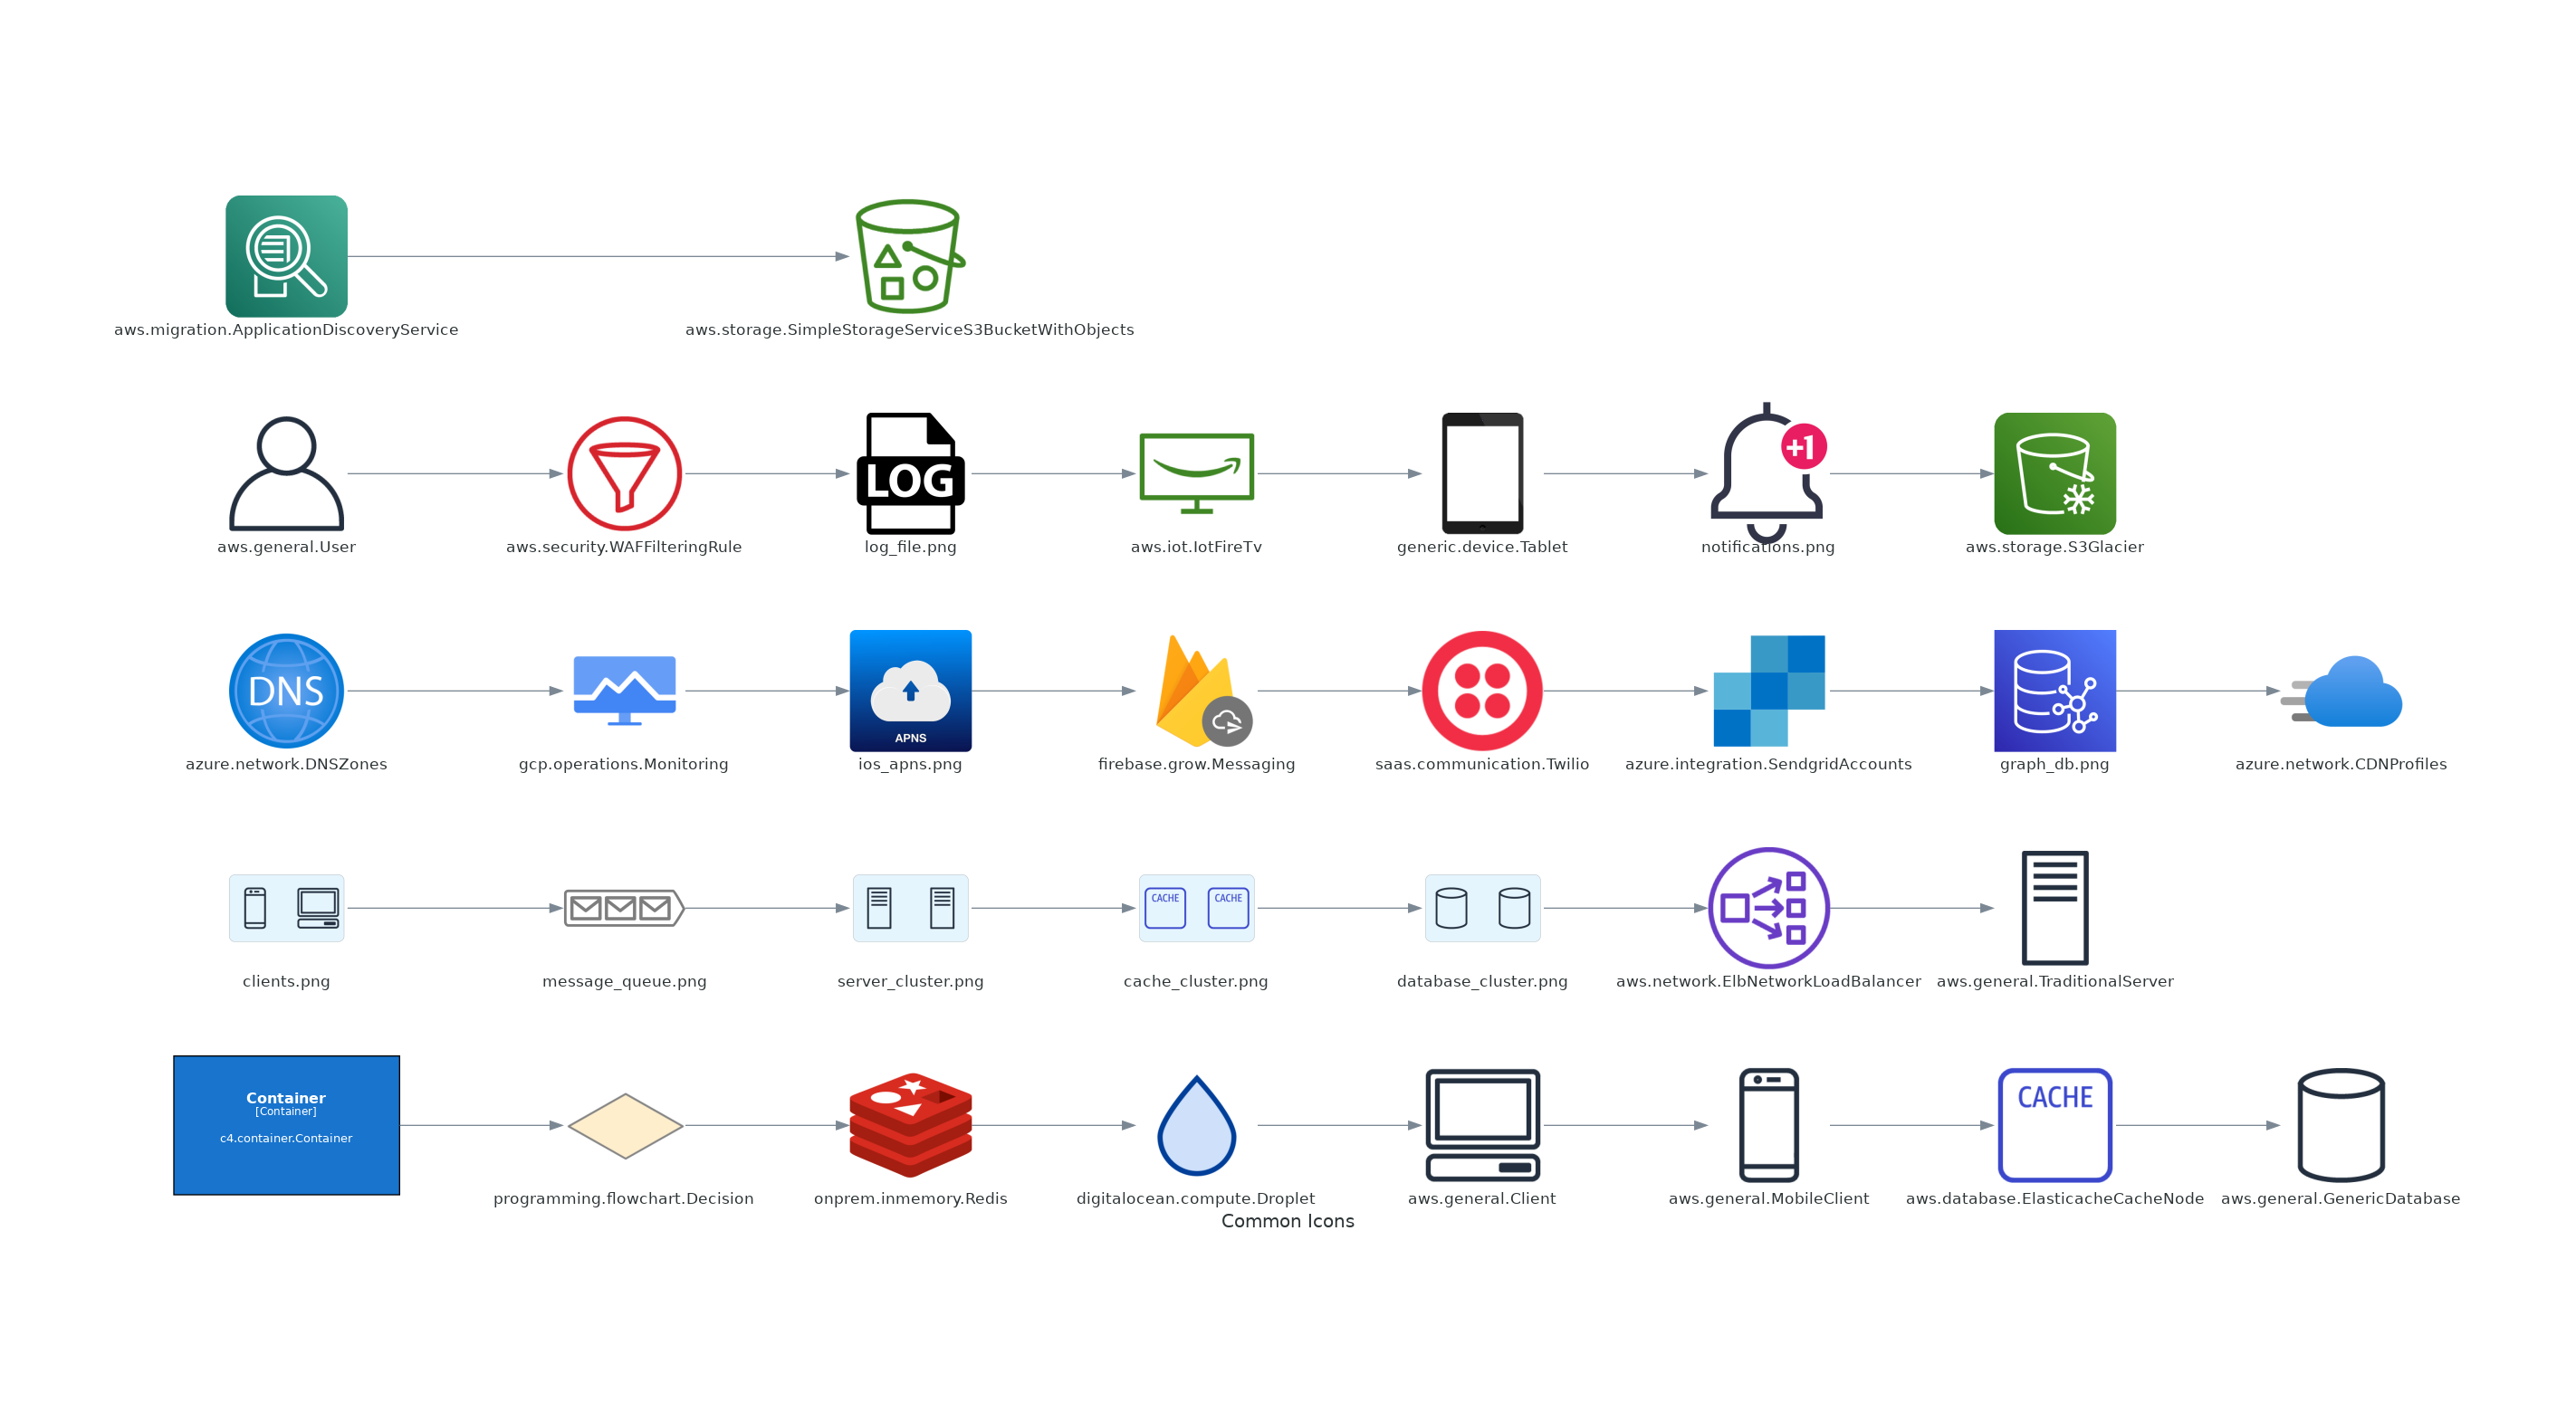 aws.migration.ApplicationDiscoveryService
aws.storage.SimpleStorageServiceS3BucketWithObjects
+1
LOG
aws.general.User
aws.security.WAFFilteringRule
log_file.png
aws.iot.IotFireTv
generic.device.Tablet
notifications.png
aws.storage.S3Glacier
DNS
APNS
azure.network.DNSZones
gcp.operations.Monitoring
ios_apns.png
firebase.grow.Messaging
saas.communication.Twilio
azure.integration.SendgridAccounts
graph_db.png
azure.network.CDNProfiles
CACHE
CACHE
clients.png
message_queue.png
server_cluster.png
cache_cluster.png
database_cluster.png
aws.network.ElbNetworkLoadBalancer
aws.general.TraditionalServer
Container
[Container]
c4.container.Container
CACHE
programming.flowchart.Decision
onprem.inmemory.Redis
digitalocean.compute.Droplet
aws.general.Client
aws.general.MobileClient
aws.database.ElasticacheCacheNode
aws.general.GenericDatabase
Common Icons